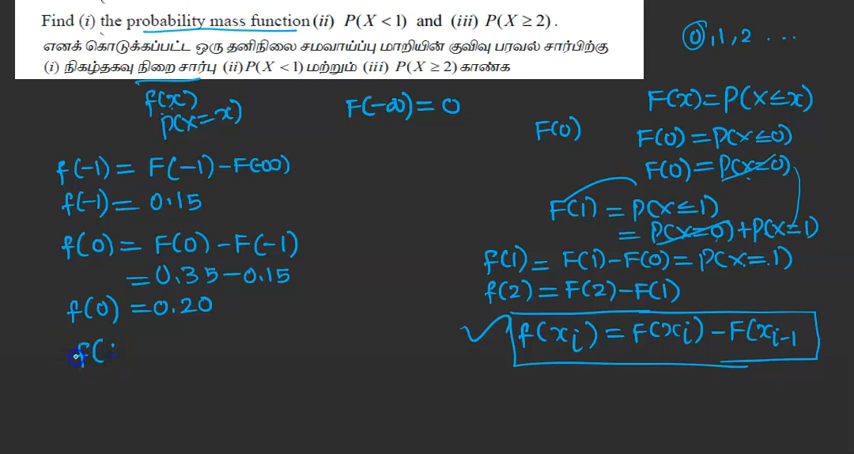 Find (i) the probability mass function (ii) P(X < 1) and (iii) P(X ≥ 2) .
எனக் கொடுக்கப்பட்ட ஒரு தனிநிலை சமவாய்ப்பு மாறியின் குவிவு பரவல் சார்பிற்கு
(i) நிகழ்தகவு நிறை சார்பு (ii) P(X < 1) மற்றும் (iii) P(X ≥ 2) காண்க
0, 1, 2 ...
f(x)
P(X = x)
F(-∞) = 0
F(x) = P(X ≤ x)
F(0)
F(0) = P(X ≤ 0)
F(0) = P(X = 0)
f(-1) = F(-1) - F(-∞)
f(-1) = 0.15
F(1) = P(X ≤ 1)
= P(X = 0) + P(X = 1)
f(0) = F(0) - F(-1)
= 0.35 - 0.15
f(0) = 0.20
f(1) = F(1) - F(0) = P(X = 1)
f(2) = F(2) - F(1)
f(xi) = F(xi) - F(xi-1
f(